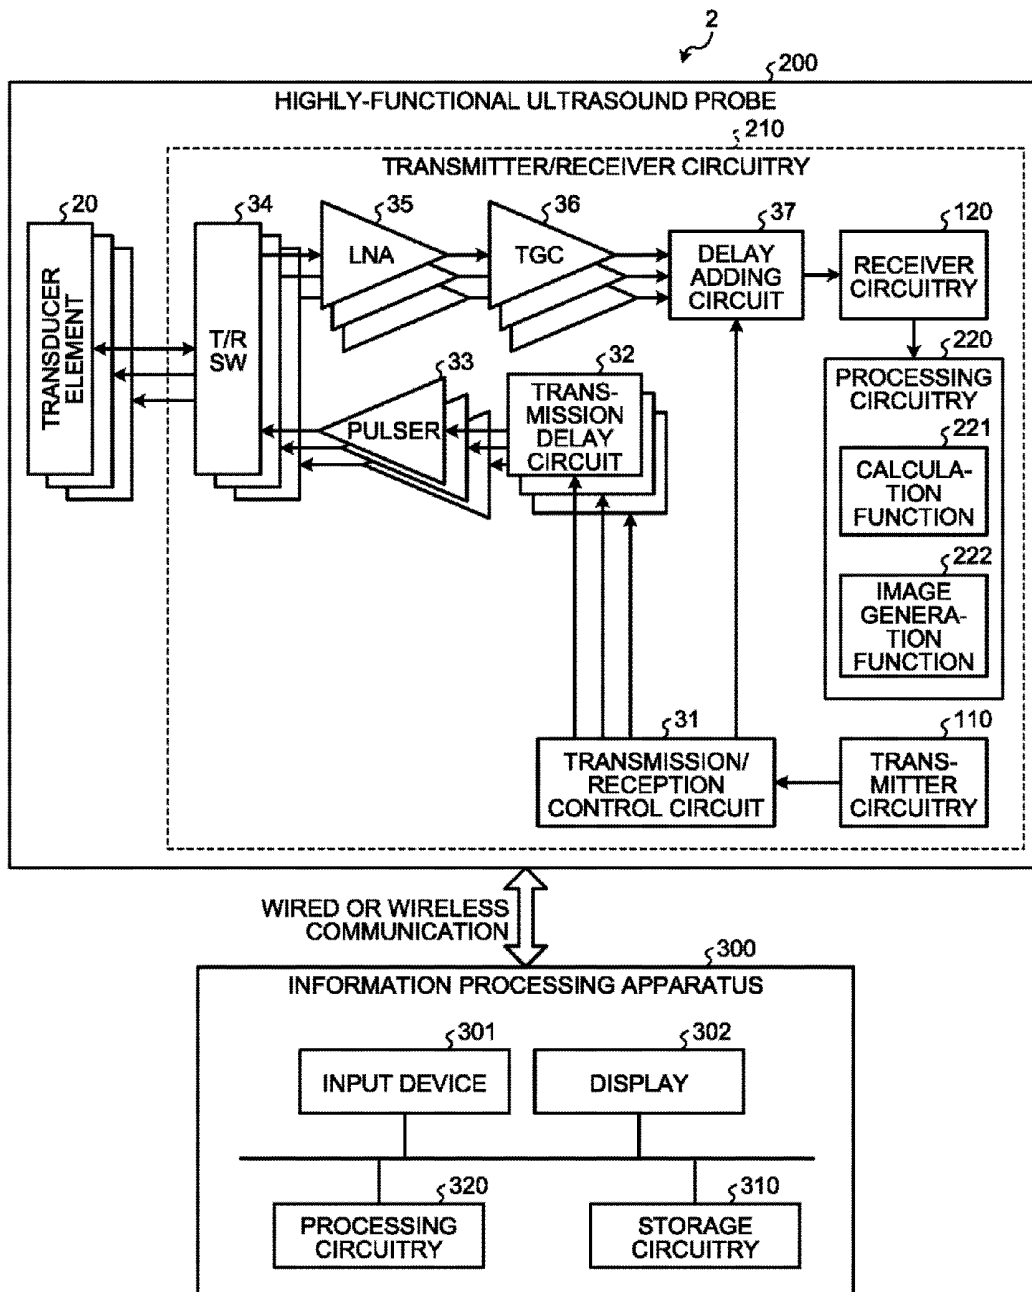 2
200
HIGHLY-FUNCTIONAL ULTRASOUND PROBE
210
TRANSMITTER/RECEIVER CIRCUITRY
20
TRANSDUCER
ELEMENT
34
T/R
SW
35
LNA
36
TGC
37
DELAY
ADDING
CIRCUIT
120
RECEIVER
CIRCUITRY
33
PULSER
32
TRANS-
MISSION
DELAY
CIRCUIT
220
PROCESSING
CIRCUITRY
221
CALCULA-
TION
FUNCTION
222
IMAGE
GENERA-
TION
FUNCTION
31
TRANSMISSION/
RECEPTION
CONTROL CIRCUIT
110
TRANS-
MITTER
CIRCUITRY
WIRED OR WIRELESS
COMMUNICATION
300
INFORMATION PROCESSING APPARATUS
301
INPUT DEVICE
302
DISPLAY
320
PROCESSING
CIRCUITRY
310
STORAGE
CIRCUITRY